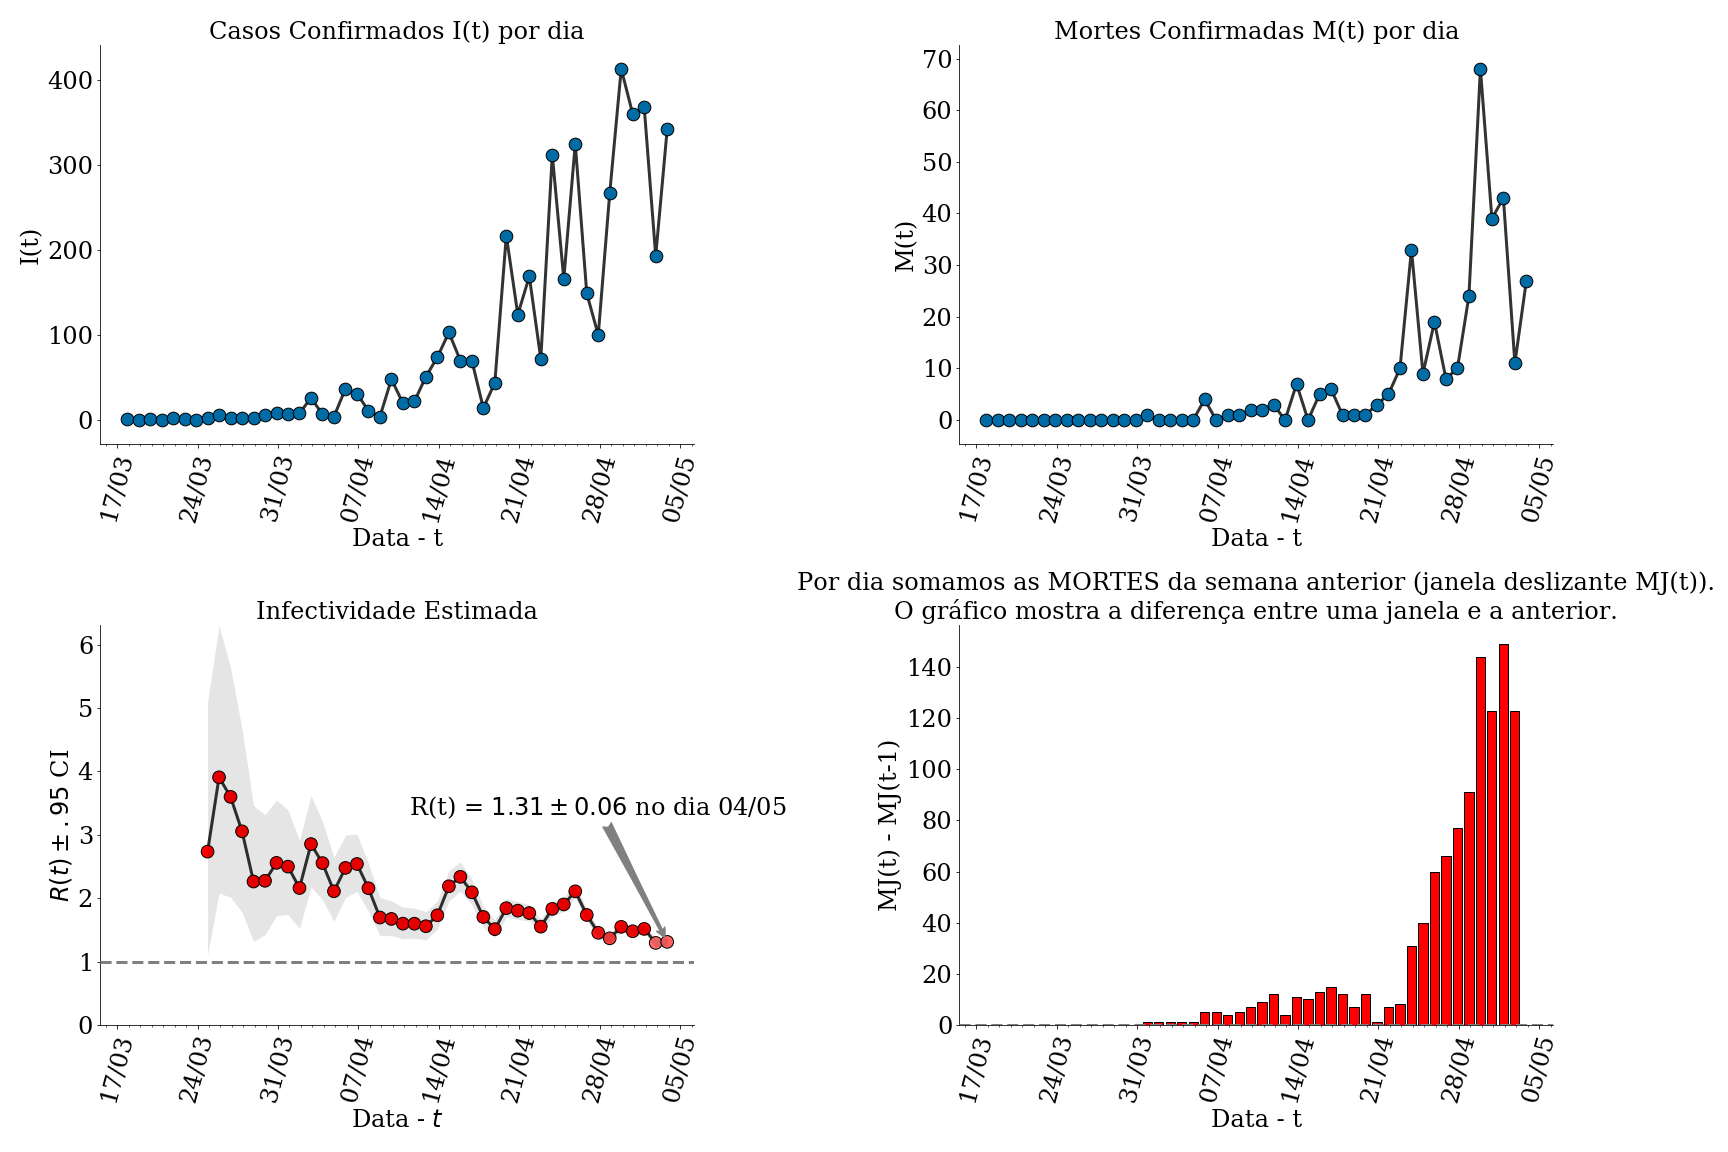 Casos Confirmados I(t) por dia
400
300
200
100
0
I(t)
17/03 24/03 31/03 07/04 14/04 21/04 28/04 05/05
Data - t
Mortes Confirmadas M(t) por dia
70
60
50
40
30
20
10
0
M(t)
17/03 24/03 31/03 07/04 14/04 21/04 28/04 05/05
Data - t
Infectividade Estimada
6
5
4
3
2
1
0
R(t) ± .95 CI
R(t) = 1.31 ± 0.06 no dia 04/05
17/03 24/03 31/03 07/04 14/04 21/04 28/04 05/05
Data - t
Por dia somamos as MORTES da semana anterior (janela deslizante MJ(t)).
O gráfico mostra a diferença entre uma janela e a anterior.
140
120
100
80
60
40
20
0
MJ(t) - MJ(t-1)
17/03 24/03 31/03 07/04 14/04 21/04 28/04 05/05
Data - t